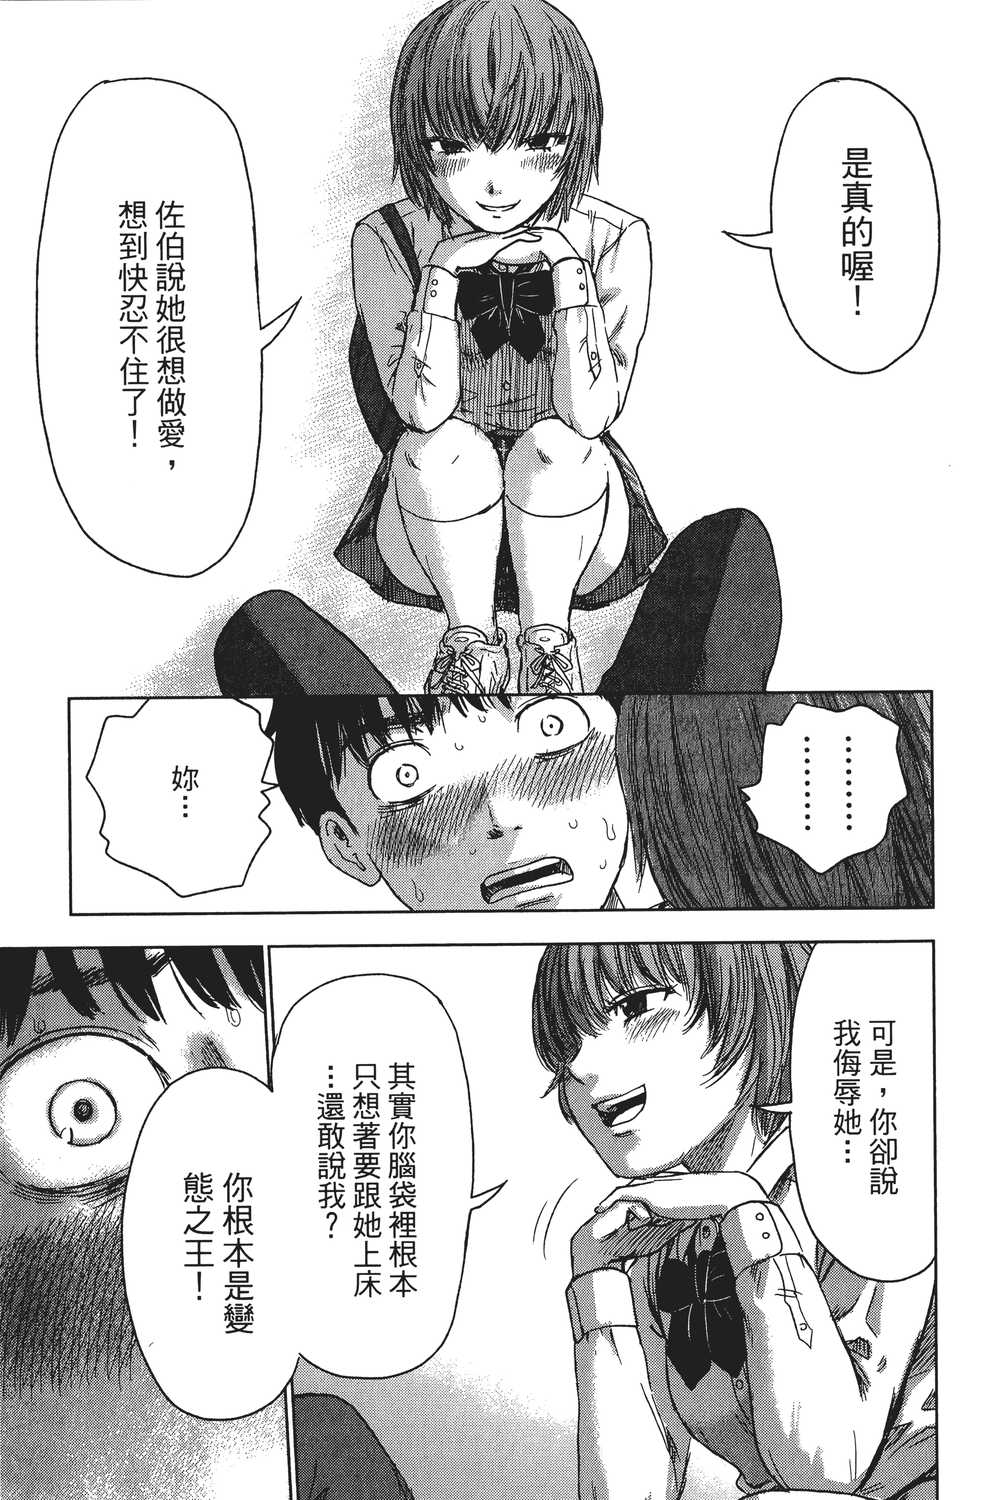 是真的喔！
佐伯說她很想做愛，
想到快忍不住了！
…………
…………
妳…
可是，你卻說
我侮辱她…
其實你腦袋裡根本
只想著要跟她上床
…還敢說我？
你根本是變
態之王！